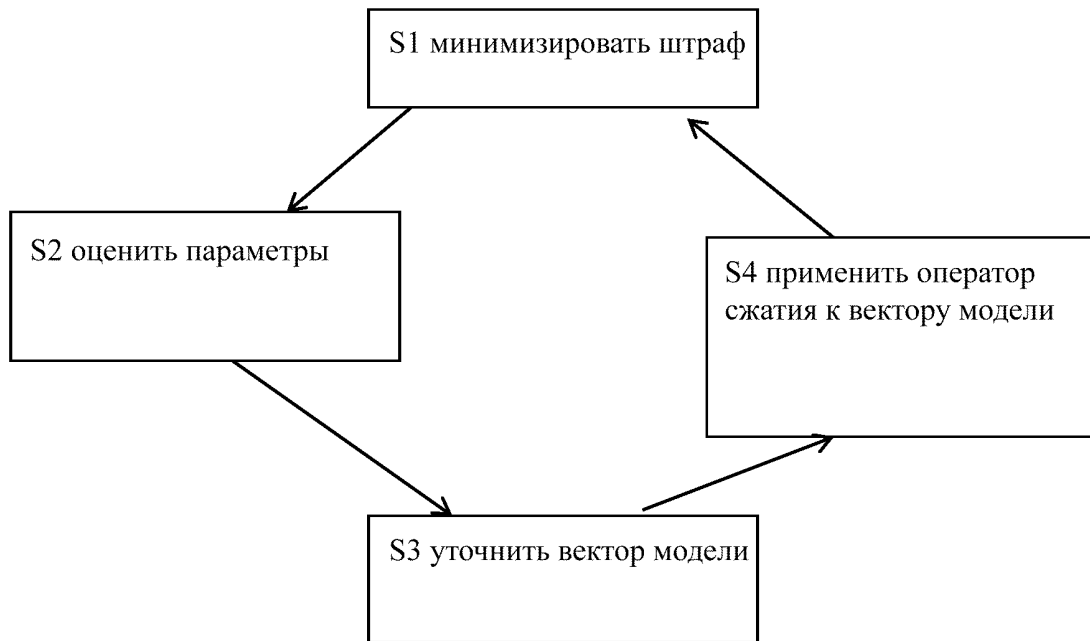 S1 минимизировать штраф
S2 оценить параметры
S4 применить оператор
сжатия к вектору модели
S3 уточнить вектор модели